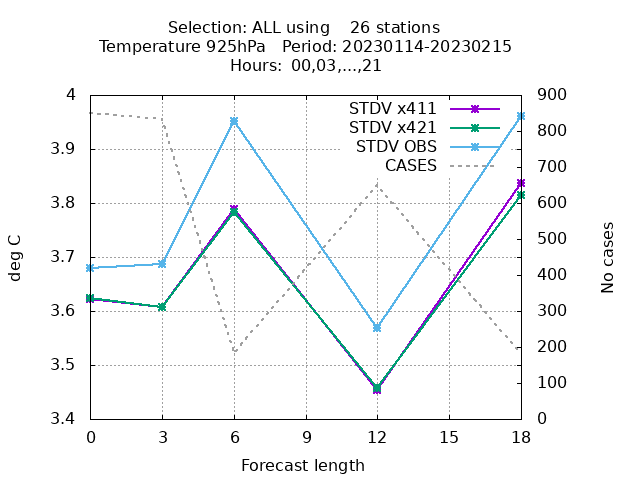 Selection: ALL using    26 stations
Temperature 925hPa   Period: 20230114-20230215
Hours:  00,03,...,21
STDV x411
STDV x421
STDV OBS
CASES
4
3.9
3.8
3.7
3.6
3.5
3.4
900
800
700
600
500
400
300
200
100
0
deg C
No cases
0 3 6 9 12 15 18
Forecast length